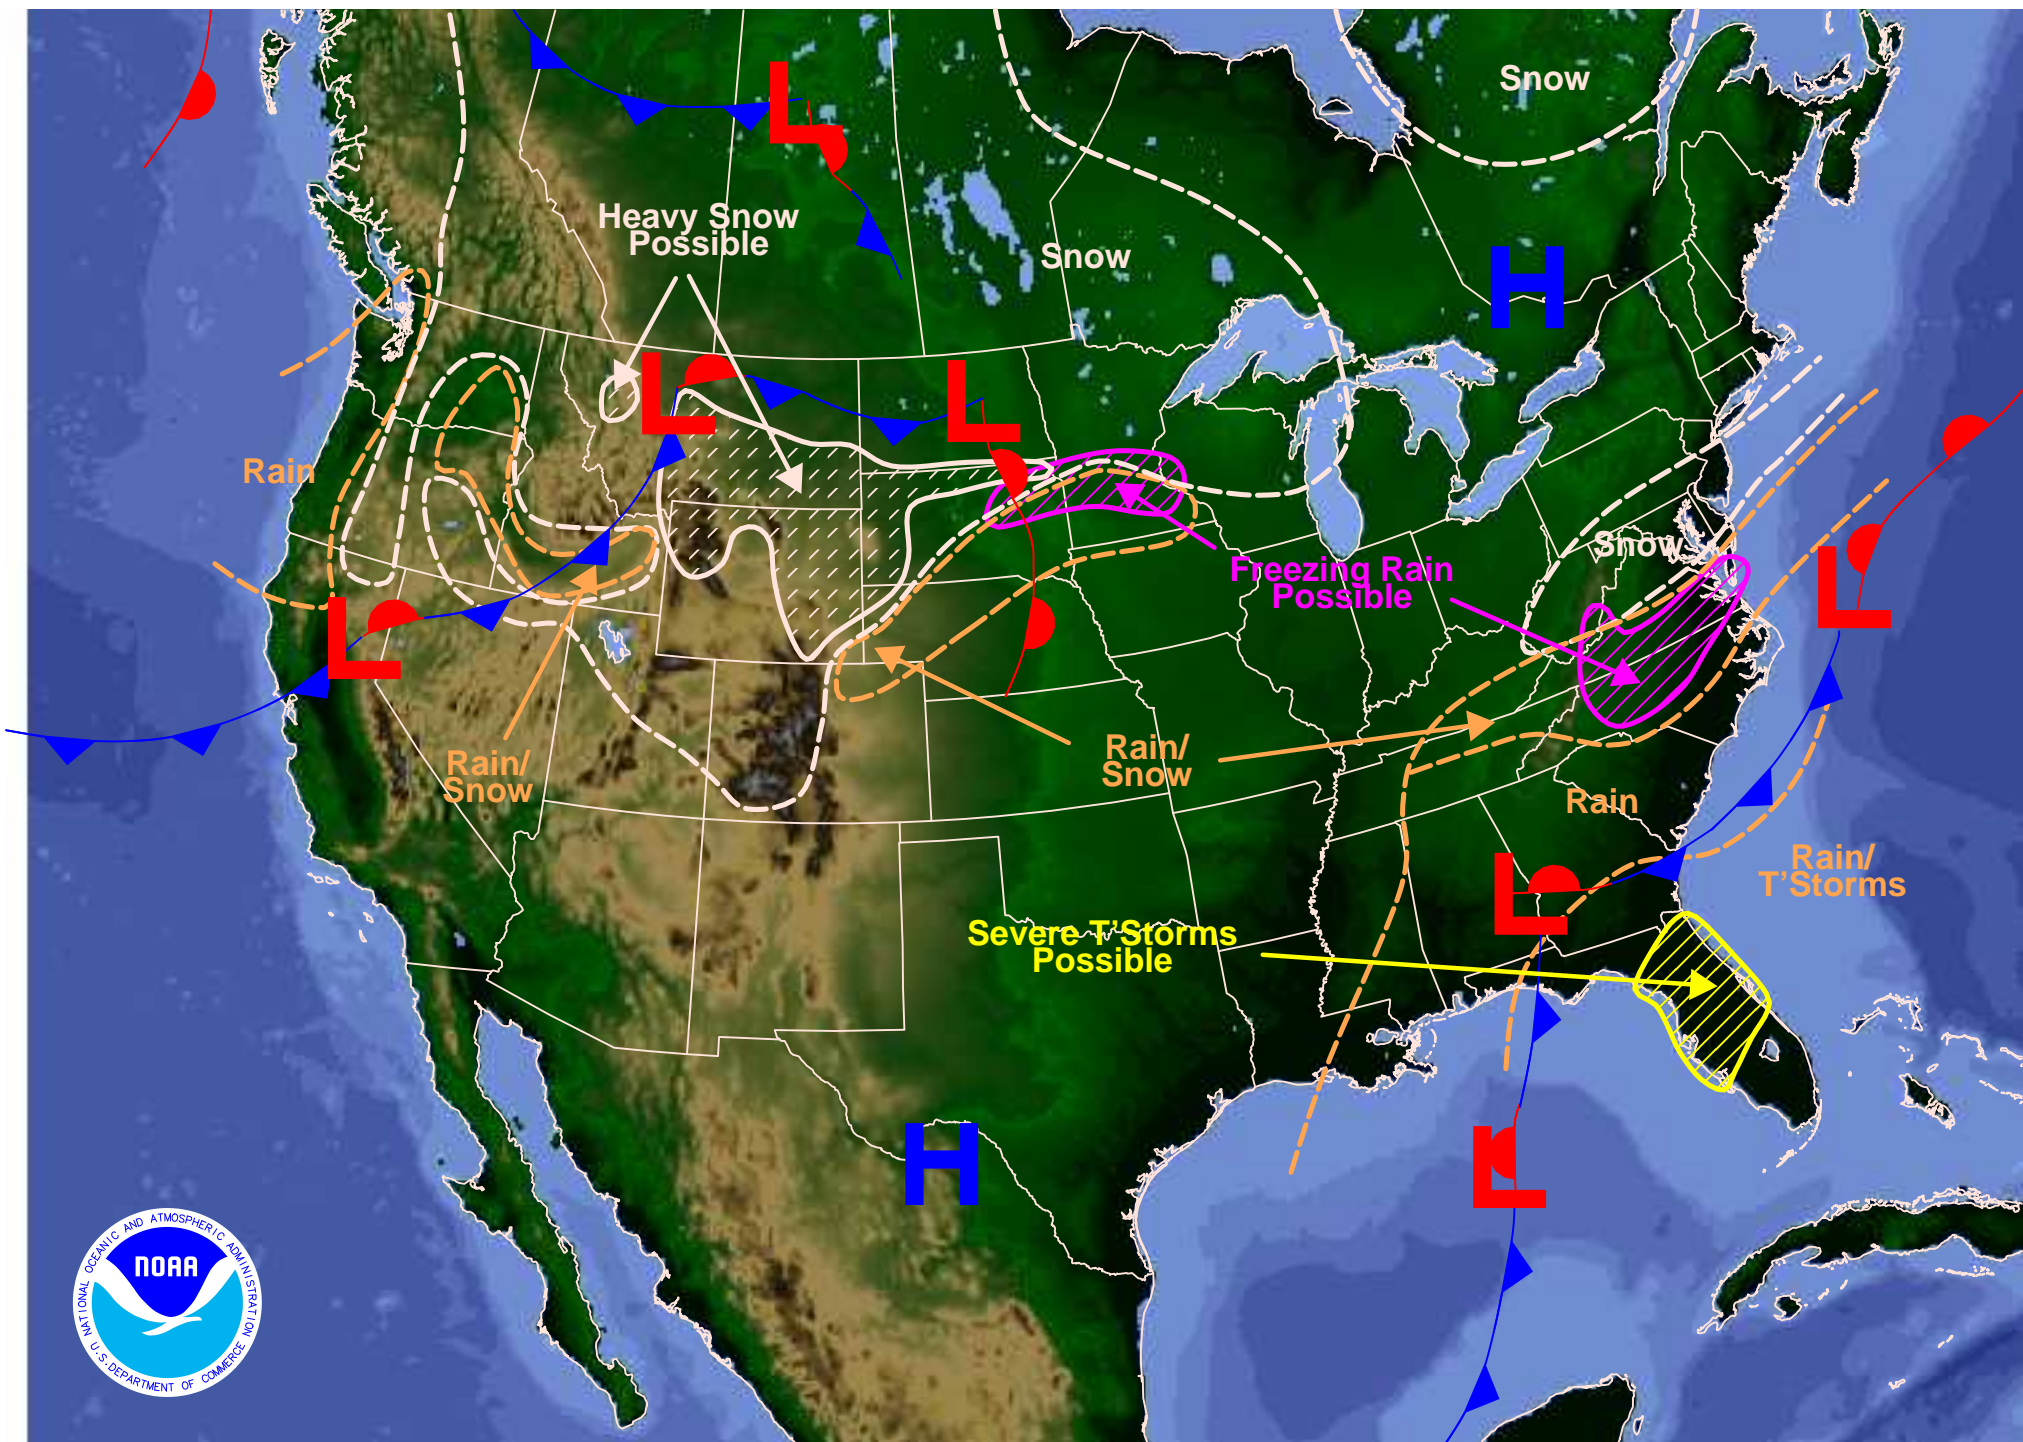 Snow
L
Heavy Snow
Possible
Snow
H
L
L
Rain
Snow
Freezing Rain
Possible
L
L
Rain/
Snow
Rain/
Snow
Rain
Rain/
T'Storms
L
Severe T'Storms
Possible
H
L
NATIONAL OCEANIC AND ATMOSPHERIC ADMINISTRATION
NOAA
U.S. DEPARTMENT OF COMMERCE